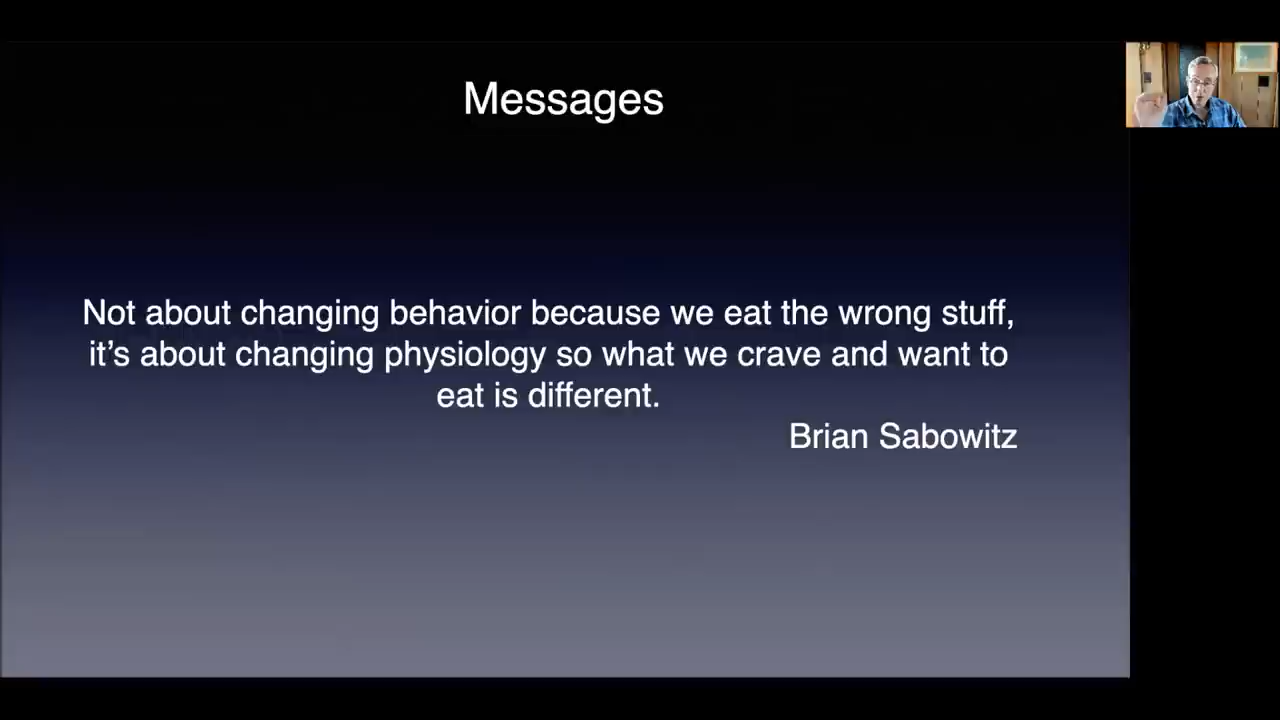 Messages
Not about changing behavior because we eat the wrong stuff,
it’s about changing physiology so what we crave and want to
eat is different.
Brian Sabowitz